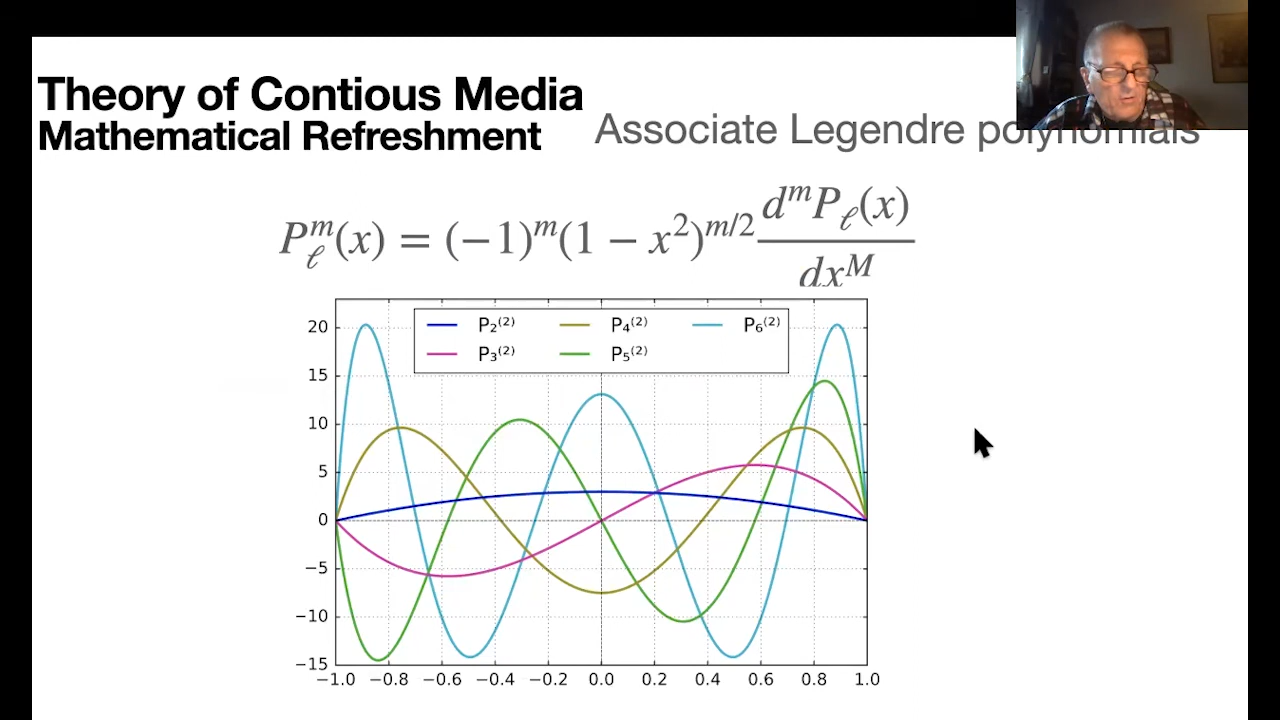 Theory of Contious Media
Mathematical Refreshment
Associate Legendre polynomials
P_ℓ^m(x) = (−1)^m(1 − x^2)^{m/2} d^m P_ℓ(x) / dx^M
P₂⁽²⁾ P₄⁽²⁾ P₆⁽²⁾
P₃⁽²⁾ P₅⁽²⁾
20
15
10
5
0
−5
−10
−15
−1.0 −0.8 −0.6 −0.4 −0.2 0.0 0.2 0.4 0.6 0.8 1.0